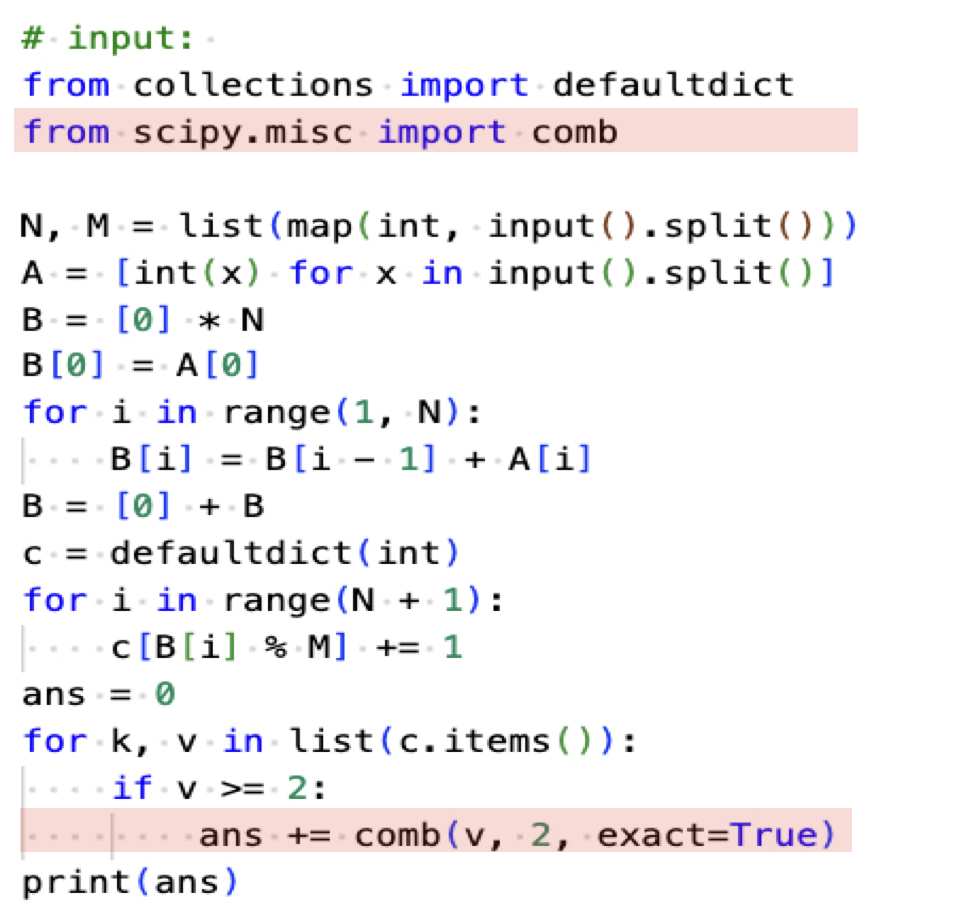 # input:
from collections import defaultdict
from scipy.misc import comb

N, M = list(map(int, input().split()))
A = [int(x) for x in input().split()]
B = [0] * N
B[0] = A[0]
for i in range(1, N):
    B[i] = B[i - 1] + A[i]
B = [0] + B
c = defaultdict(int)
for i in range(N + 1):
    c[B[i] % M] += 1
ans = 0
for k, v in list(c.items()):
    if v >= 2:
        ans += comb(v, 2, exact=True)
print(ans)